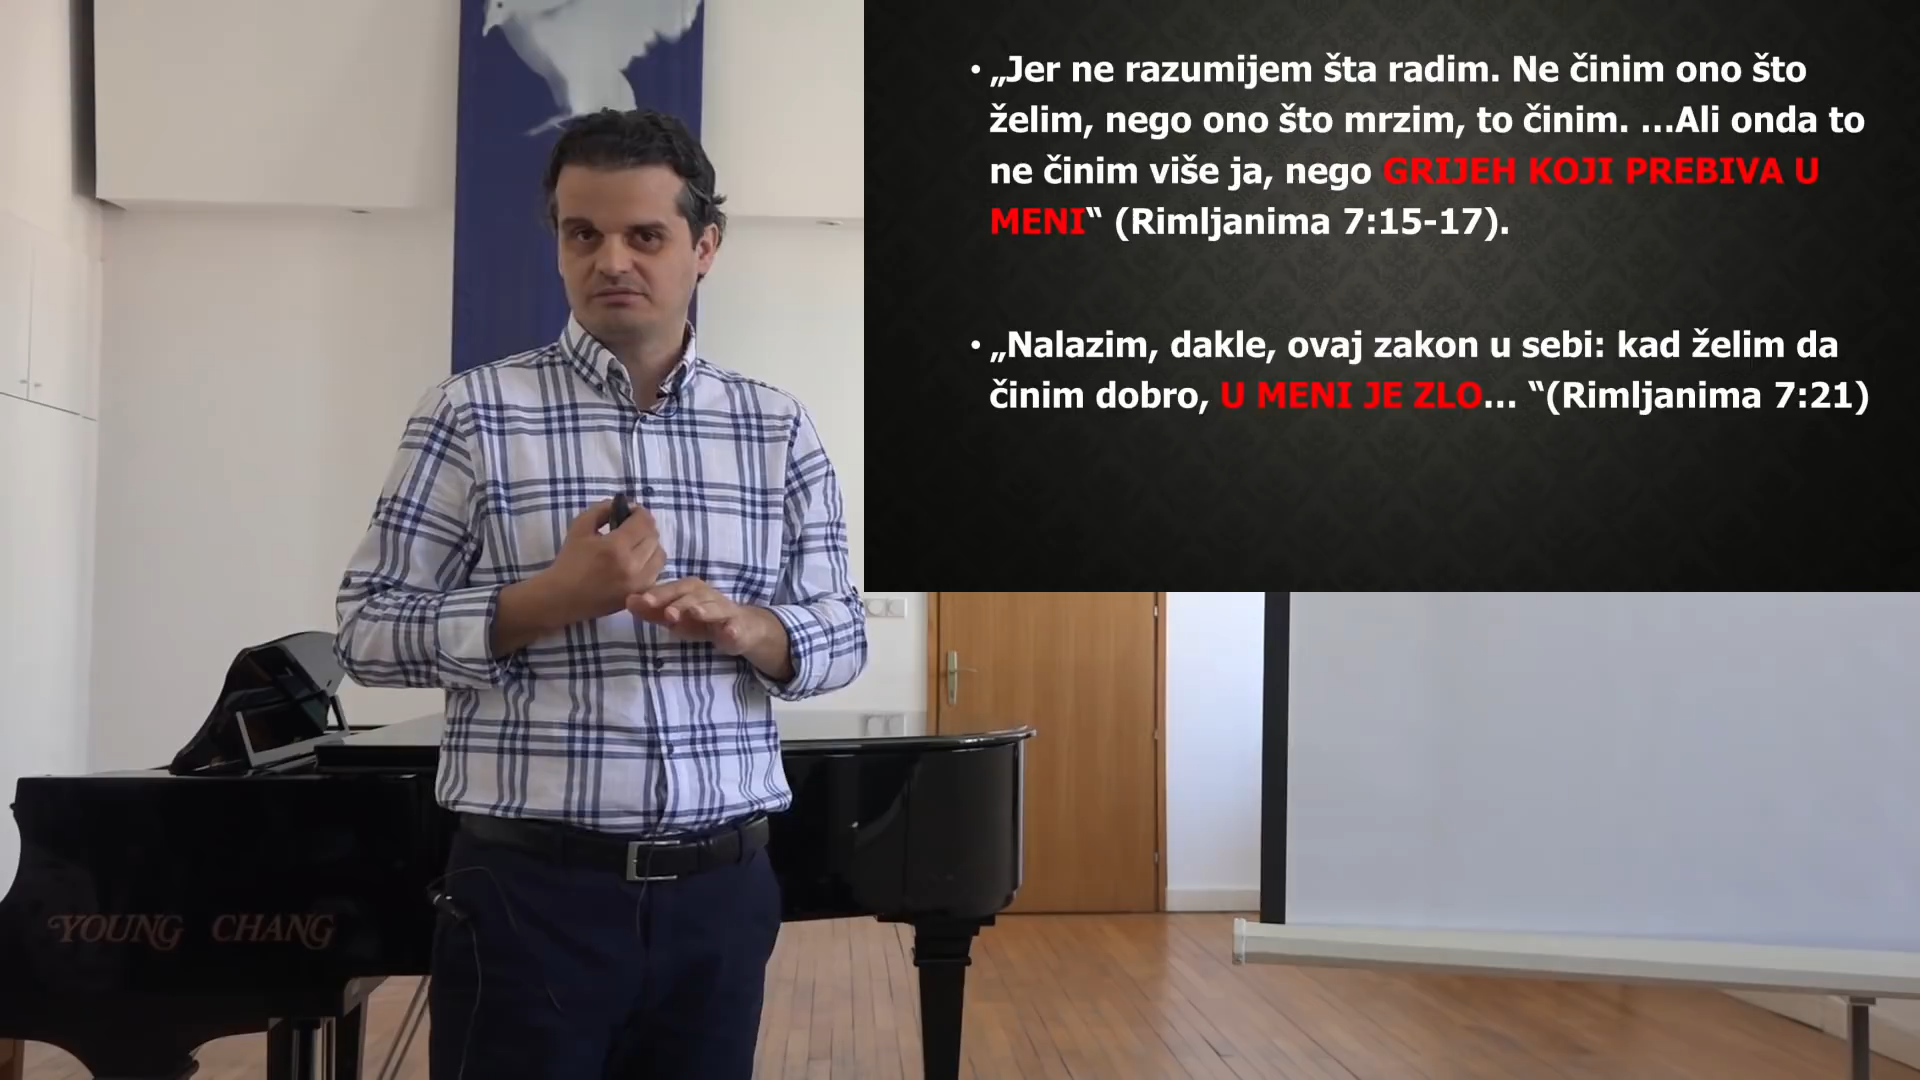 • „Jer ne razumijem šta radim. Ne činim ono što
želim, nego ono što mrzim, to činim. ...Ali onda to
ne činim više ja, nego GRIJEH KOJI PREBIVA U
MENI“ (Rimljanima 7:15-17).
• „Nalazim, dakle, ovaj zakon u sebi: kad želim da
činim dobro, U MENI JE ZLO... “(Rimljanima 7:21)
YOUNG CHANG